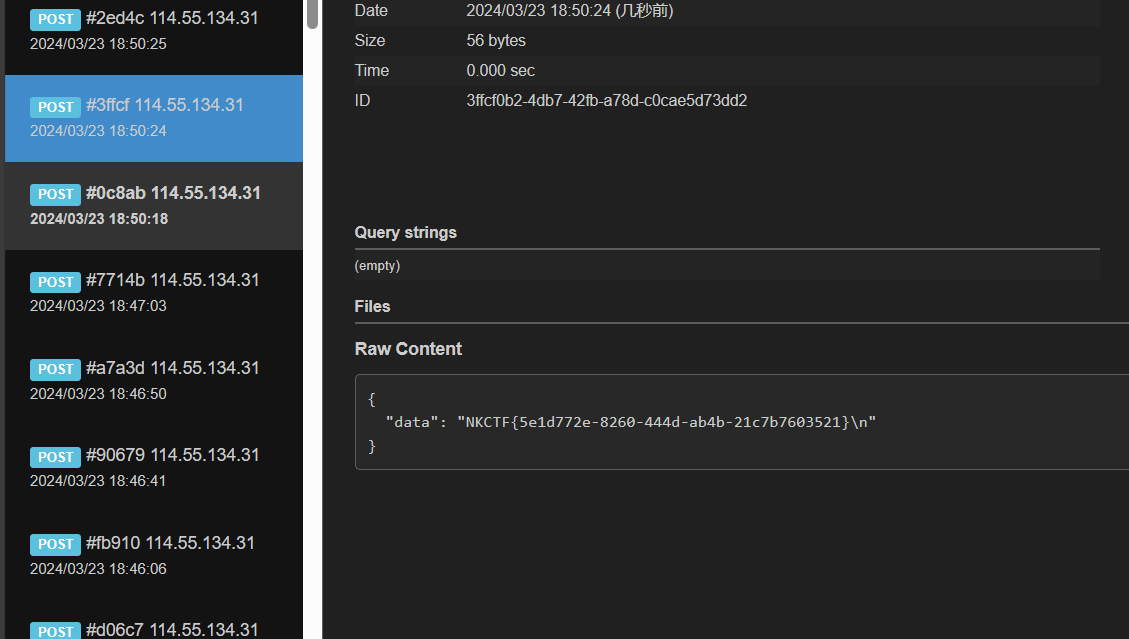 POST #2ed4c 114.55.134.31
2024/03/23 18:50:25
POST #3ffcf 114.55.134.31
2024/03/23 18:50:24
POST #0c8ab 114.55.134.31
2024/03/23 18:50:18
POST #7714b 114.55.134.31
2024/03/23 18:47:03
POST #a7a3d 114.55.134.31
2024/03/23 18:46:50
POST #90679 114.55.134.31
2024/03/23 18:46:41
POST #fb910 114.55.134.31
2024/03/23 18:46:06
POST #d06c7 114.55.134.31
Date 2024/03/23 18:50:24 (几秒前)
Size 56 bytes
Time 0.000 sec
ID 3ffcf0b2-4db7-42fb-a78d-c0cae5d73dd2
Query strings
(empty)
Files
Raw Content
{
"data": "NKCTF{5e1d772e-8260-444d-ab4b-21c7b7603521}\n"
}